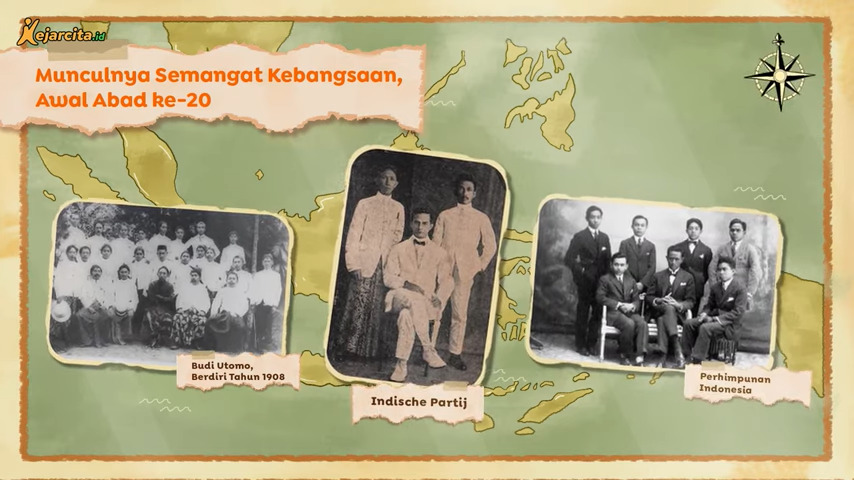 Kejarcita.id
Munculnya Semangat Kebangsaan,
Awal Abad ke-20
Budi Utomo,
Berdiri Tahun 1908
Indische Partij
Perhimpunan
Indonesia